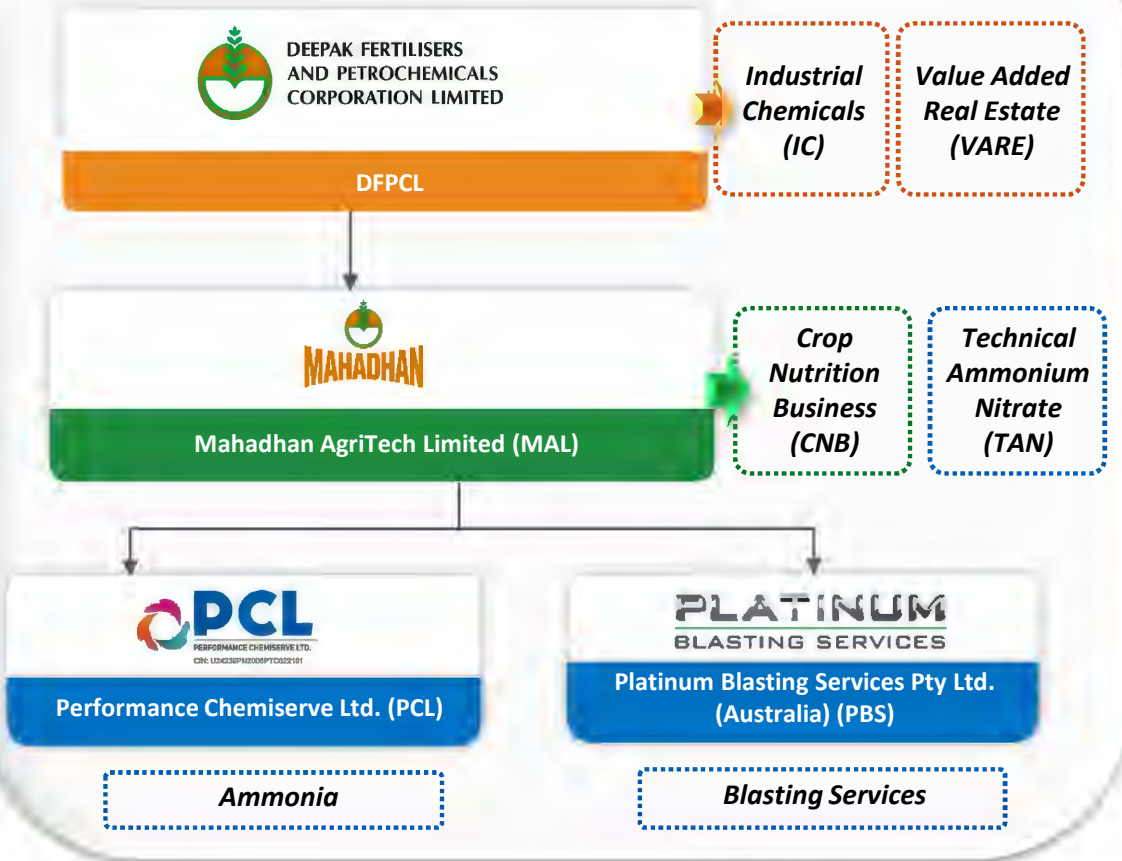 DEEPAK FERTILISERS
AND PETROCHEMICALS
CORPORATION LIMITED
DFPCL
Industrial
Chemicals
(IC)
Value Added
Real Estate
(VARE)
MAHADHAN
Mahadhan AgriTech Limited (MAL)
Crop
Nutrition
Business
(CNB)
Technical
Ammonium
Nitrate
(TAN)
PCL
PERFORMANCE CHEMISERVE LTD.
Performance Chemiserve Ltd. (PCL)
Ammonia
PLATINUM
BLASTING SERVICES
Platinum Blasting Services Pty Ltd.
(Australia) (PBS)
Blasting Services